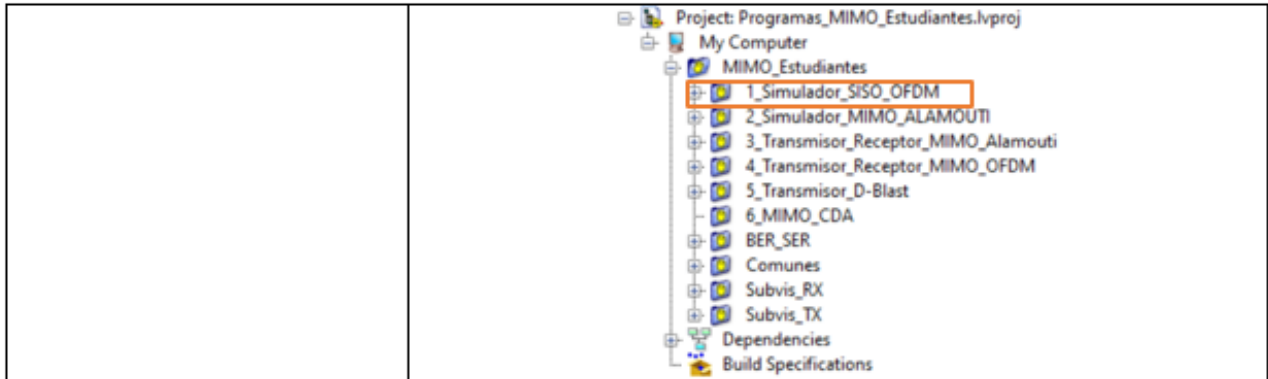 Project: Programas_MIMO_Estudiantes.lvproj
My Computer
MIMO_Estudiantes
1_Simulador_SISO_OFDM
2_Simulador_MIMO_ALAMOUTI
3_Transmisor_Receptor_MIMO_Alamouti
4_Transmisor_Receptor_MIMO_OFDM
5_Transmisor_D-Blast
6_MIMO_CDA
BER_SER
Comunes
Subvis_RX
Subvis_TX
Dependencies
Build Specifications